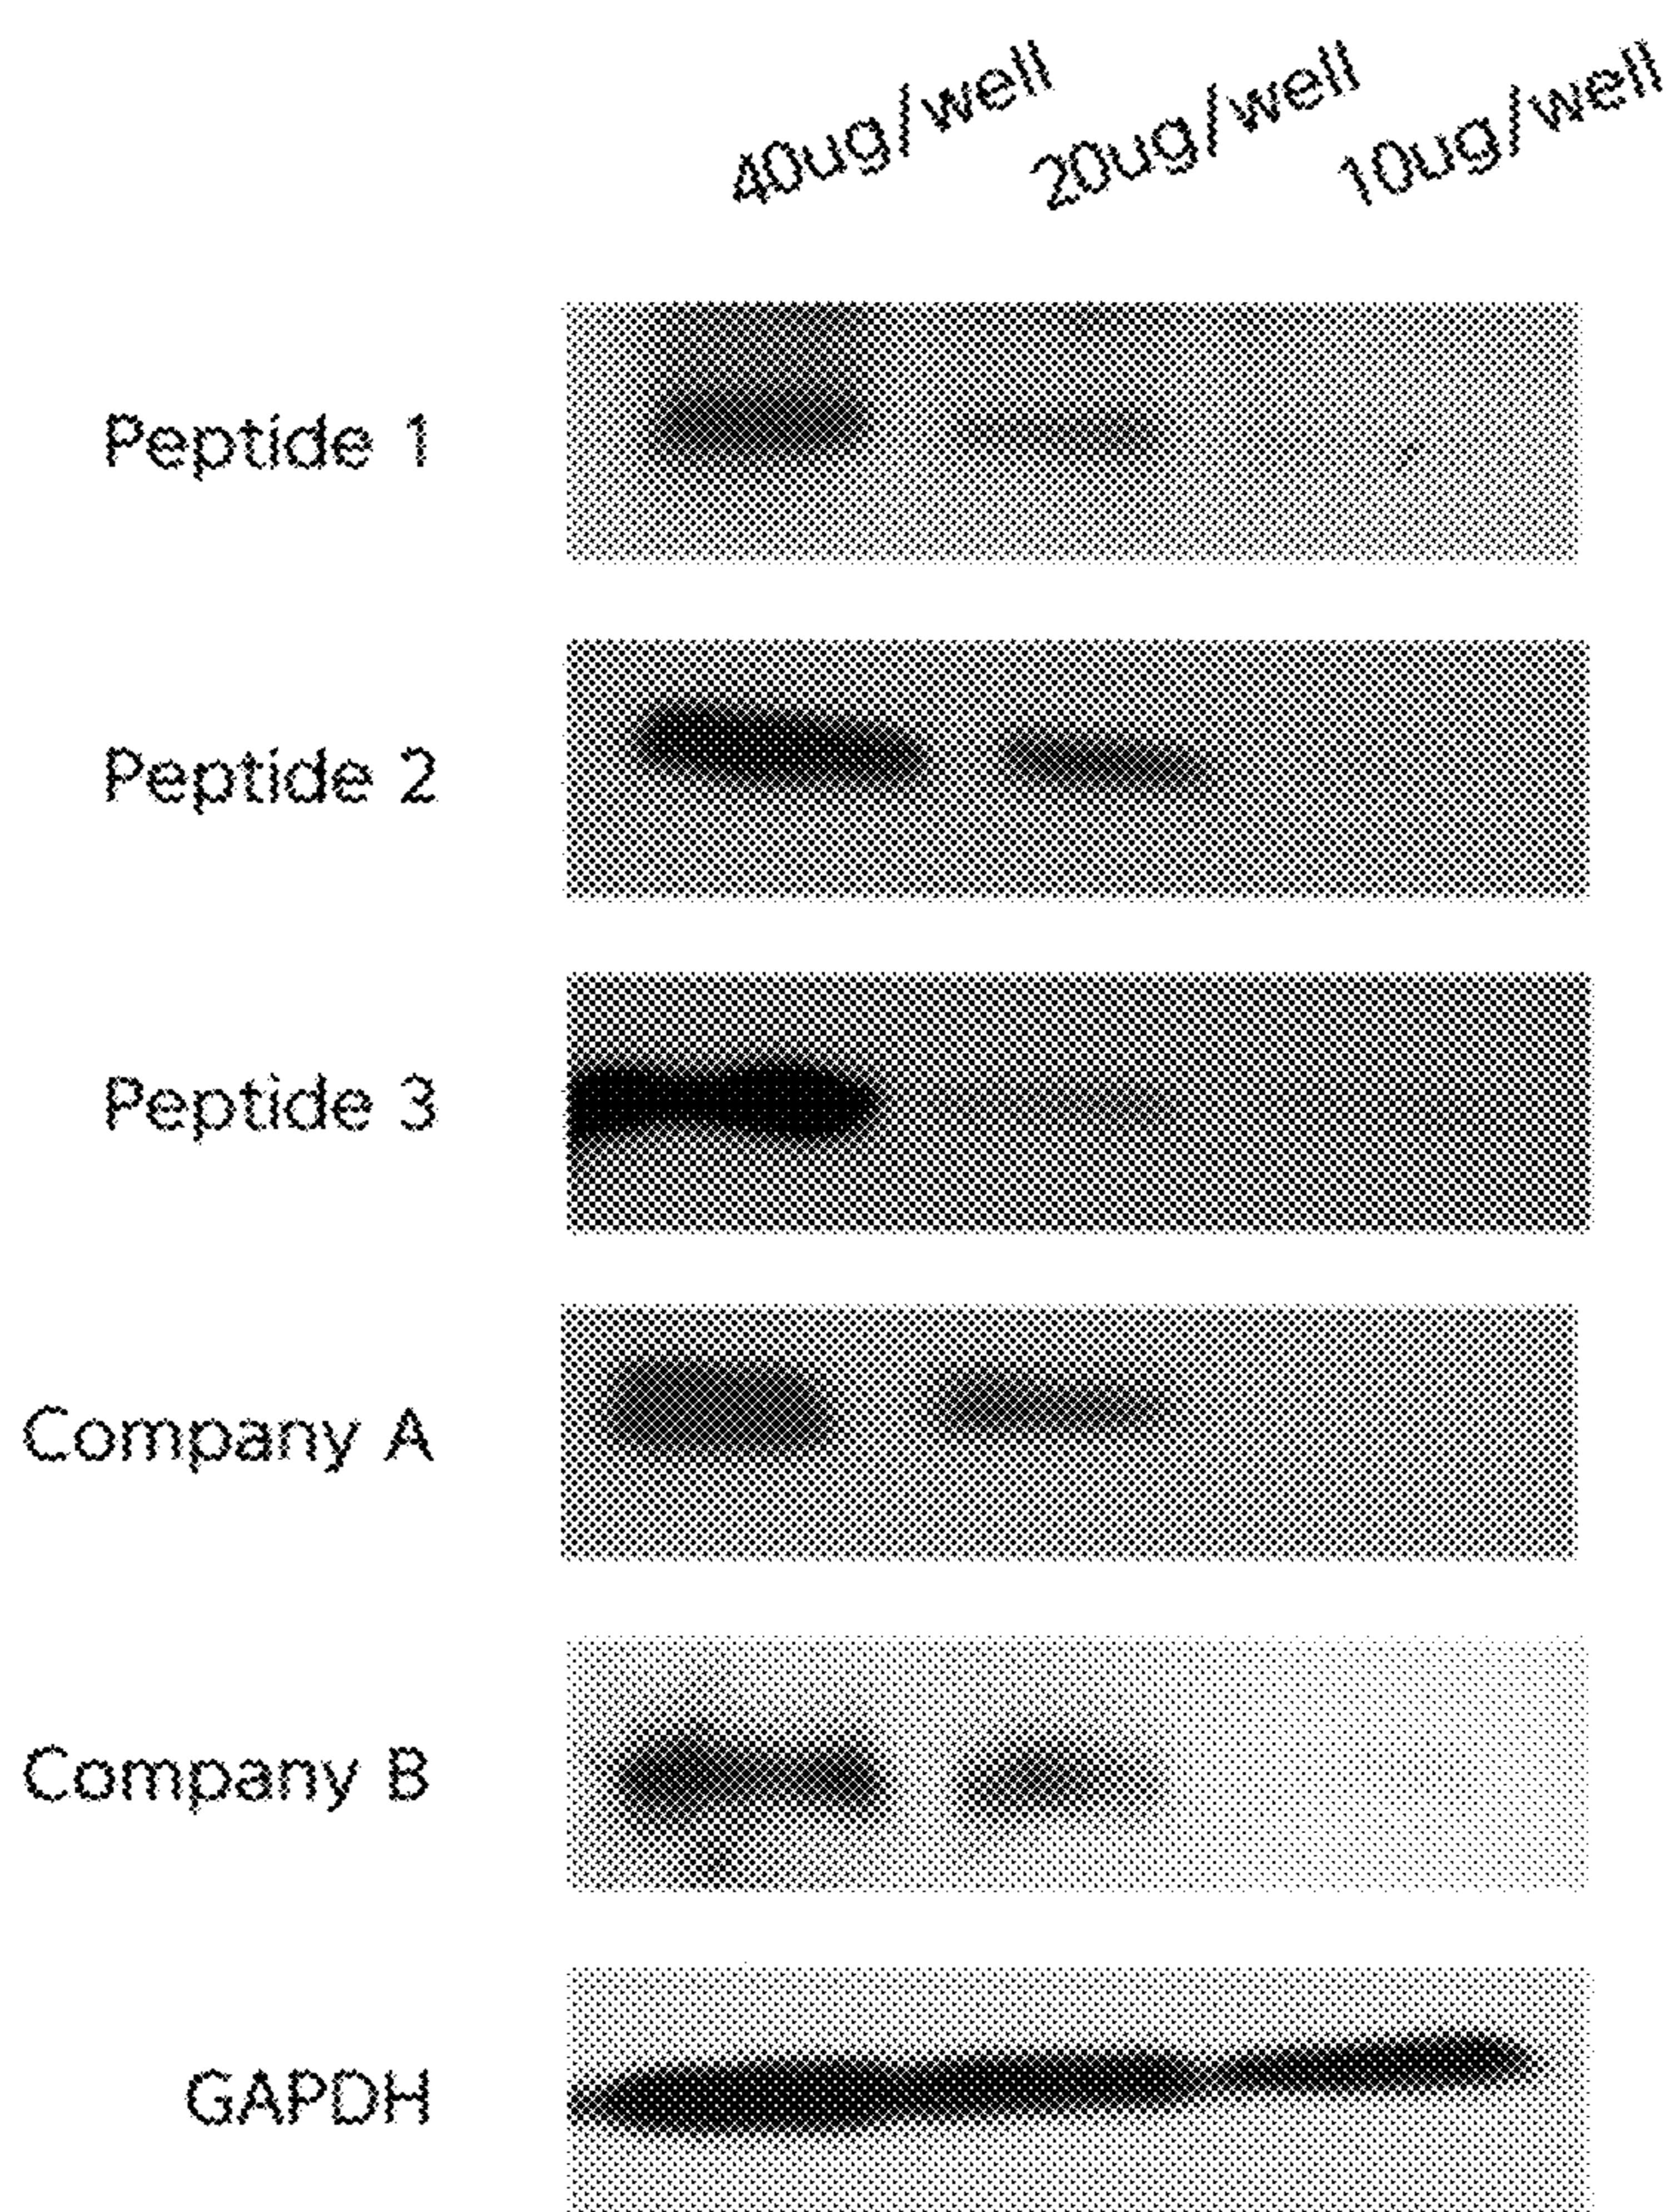 40ug/well 20ug/well 10ug/well
Peptide 1
Peptide 2
Peptide 3
Company A
Company B
GAPDH